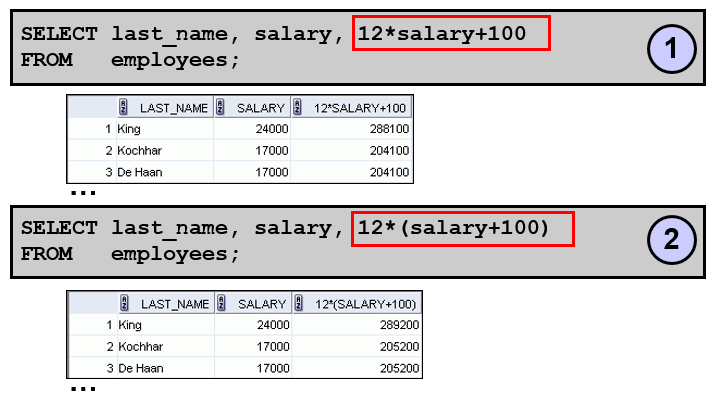 SELECT last_name, salary, 12*salary+100
FROM   employees;
1
LAST_NAME SALARY 12*SALARY+100
1 King 24000 288100
2 Kochhar 17000 204100
3 De Haan 17000 204100
...
SELECT last_name, salary, 12*(salary+100)
FROM   employees;
2
LAST_NAME SALARY 12*(SALARY+100)
1 King 24000 289200
2 Kochhar 17000 205200
3 De Haan 17000 205200
...